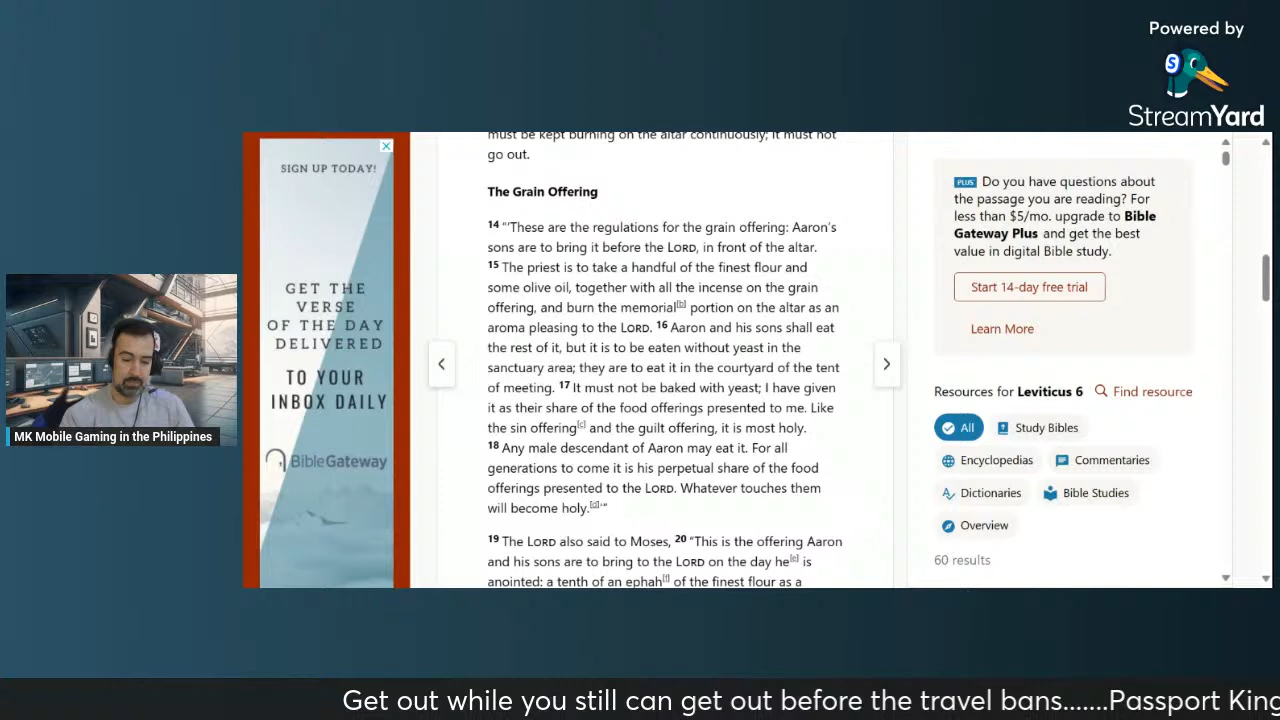 Powered by
StreamYard
SIGN UP TODAY!
GET THE
VERSE
OF THE DAY
DELIVERED
TO YOUR
INBOX DAILY
BibleGateway
must be kept burning on the altar continuously; it must not
go out.
The Grain Offering
14 “‘These are the regulations for the grain offering: Aaron’s
sons are to bring it before the LORD, in front of the altar.
15 The priest is to take a handful of the finest flour and
some olive oil, together with all the incense on the grain
offering, and burn the memorial[b] portion on the altar as an
aroma pleasing to the LORD. 16 Aaron and his sons shall eat
the rest of it, but it is to be eaten without yeast in the
sanctuary area; they are to eat it in the courtyard of the tent
of meeting. 17 It must not be baked with yeast; I have given
it as their share of the food offerings presented to me. Like
the sin offering[c] and the guilt offering, it is most holy.
18 Any male descendant of Aaron may eat it. For all
generations to come it is his perpetual share of the food
offerings presented to the LORD. Whatever touches them
will become holy.[d]’”
19 The LORD also said to Moses, 20 “This is the offering Aaron
and his sons are to bring to the LORD on the day he[e] is
anointed: a tenth of an ephah[f] of the finest flour as a
PLUS Do you have questions about
the passage you are reading? For
less than $5/mo. upgrade to Bible
Gateway Plus and get the best
value in digital Bible study.
Start 14-day free trial
Learn More
Resources for Leviticus 6 Find resource
All Study Bibles
Encyclopedias Commentaries
Dictionaries Bible Studies
Overview
60 results
MK Mobile Gaming in the Philippines
Get out while you still can get out before the travel bans.......Passport King